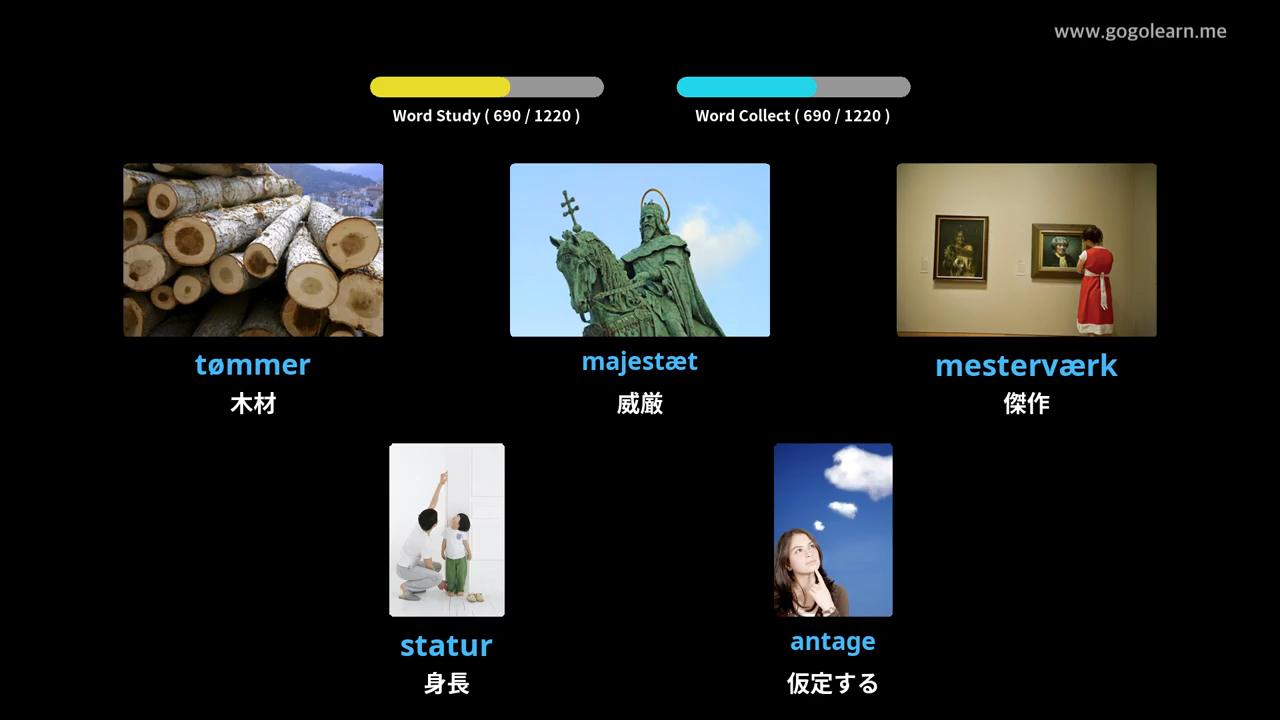 www.gogolearn.me
Word Study ( 690 / 1220 )
Word Collect ( 690 / 1220 )
tømmer
木材
majestæt
威厳
mesterværk
傑作
statur
身長
antage
仮定する